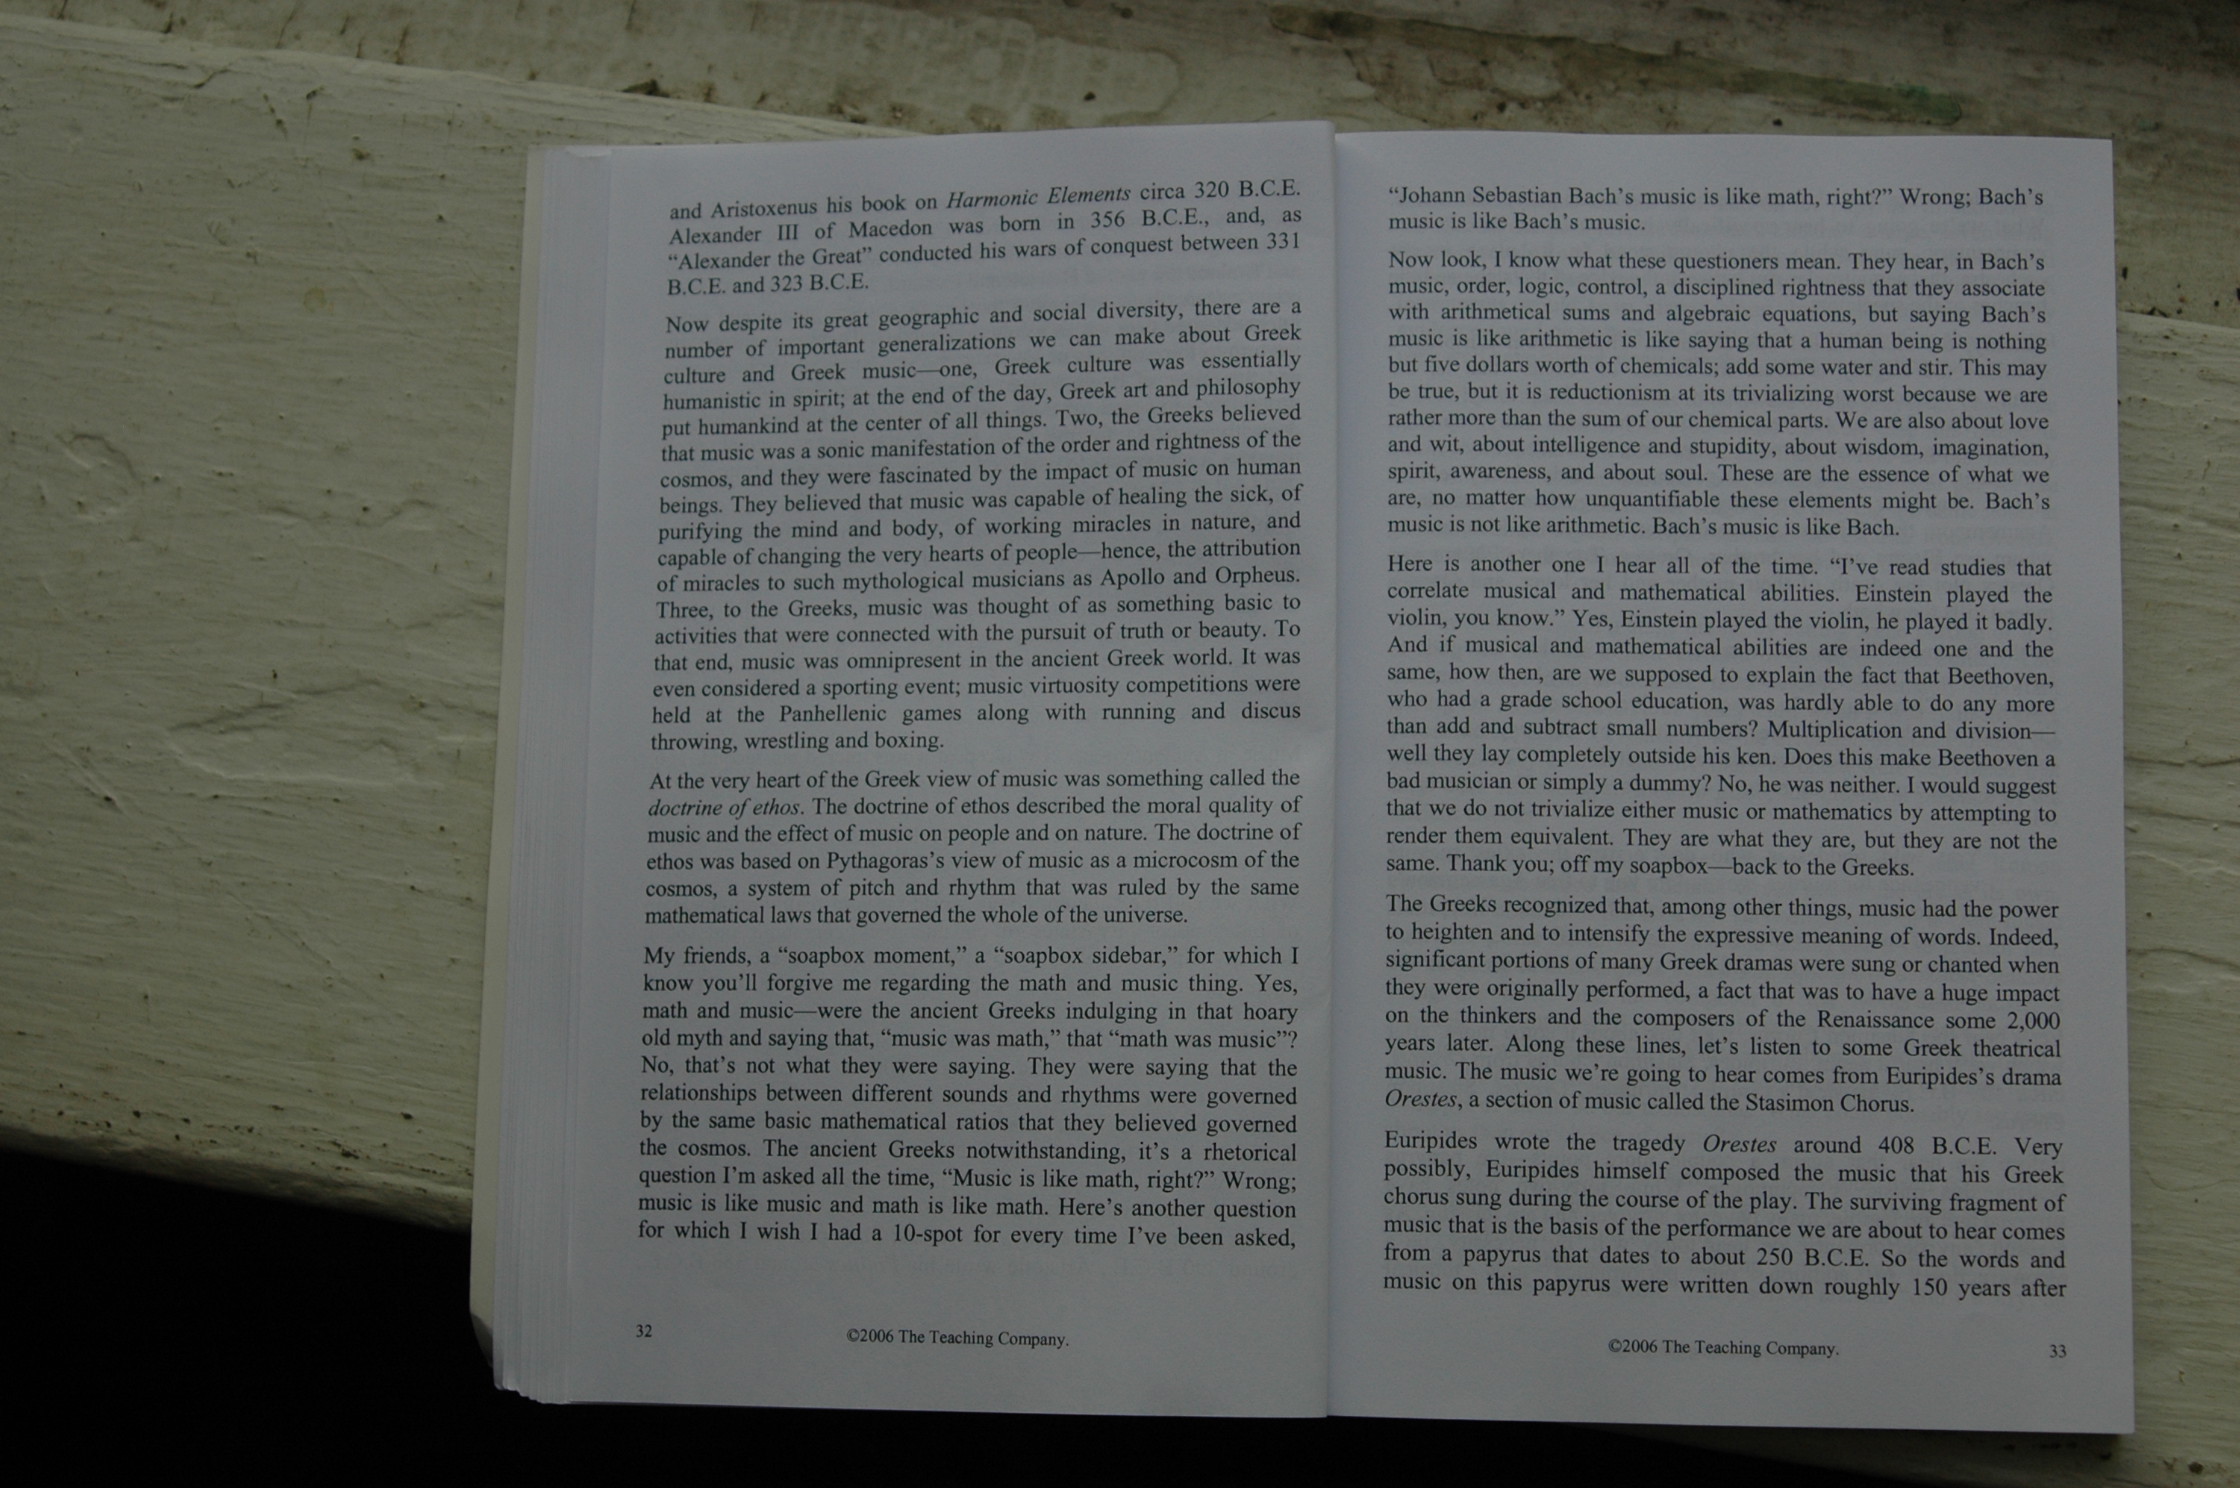 and Aristoxenus his book on Harmonic Elements circa 320 B.C.E.
Alexander III of Macedon was born in 356 B.C.E., and, as
“Alexander the Great” conducted his wars of conquest between 331
B.C.E. and 323 B.C.E.
Now despite its great geographic and social diversity, there are a
number of important generalizations we can make about Greek
culture and Greek music—one, Greek culture was essentially
humanistic in spirit; at the end of the day, Greek art and philosophy
put humankind at the center of all things. Two, the Greeks believed
that music was a sonic manifestation of the order and rightness of the
cosmos, and they were fascinated by the impact of music on human
beings. They believed that music was capable of healing the sick, of
purifying the mind and body, of working miracles in nature, and
capable of changing the very hearts of people—hence, the attribution
of miracles to such mythological musicians as Apollo and Orpheus.
Three, to the Greeks, music was thought of as something basic to
activities that were connected with the pursuit of truth or beauty. To
that end, music was omnipresent in the ancient Greek world. It was
even considered a sporting event; music virtuosity competitions were
held at the Panhellenic games along with running and discus
throwing, wrestling and boxing.
At the very heart of the Greek view of music was something called the
doctrine of ethos. The doctrine of ethos described the moral quality of
music and the effect of music on people and on nature. The doctrine of
ethos was based on Pythagoras’s view of music as a microcosm of the
cosmos, a system of pitch and rhythm that was ruled by the same
mathematical laws that governed the whole of the universe.
My friends, a “soapbox moment,” a “soapbox sidebar,” for which I
know you’ll forgive me regarding the math and music thing. Yes,
math and music—were the ancient Greeks indulging in that hoary
old myth and saying that, “music was math,” that “math was music”?
No, that’s not what they were saying. They were saying that the
relationships between different sounds and rhythms were governed
by the same basic mathematical ratios that they believed governed
the cosmos. The ancient Greeks notwithstanding, it’s a rhetorical
question I’m asked all the time, “Music is like math, right?” Wrong;
music is like music and math is like math. Here’s another question
for which I wish I had a 10-spot for every time I’ve been asked,
32
©2006 The Teaching Company.
“Johann Sebastian Bach’s music is like math, right?” Wrong; Bach’s
music is like Bach’s music.
Now look, I know what these questioners mean. They hear, in Bach’s
music, order, logic, control, a disciplined rightness that they associate
with arithmetical sums and algebraic equations, but saying Bach’s
music is like arithmetic is like saying that a human being is nothing
but five dollars worth of chemicals; add some water and stir. This may
be true, but it is reductionism at its trivializing worst because we are
rather more than the sum of our chemical parts. We are also about love
and wit, about intelligence and stupidity, about wisdom, imagination,
spirit, awareness, and about soul. These are the essence of what we
are, no matter how unquantifiable these elements might be. Bach’s
music is not like arithmetic. Bach’s music is like Bach.
Here is another one I hear all of the time. “I’ve read studies that
correlate musical and mathematical abilities. Einstein played the
violin, you know.” Yes, Einstein played the violin, he played it badly.
And if musical and mathematical abilities are indeed one and the
same, how then, are we supposed to explain the fact that Beethoven,
who had a grade school education, was hardly able to do any more
than add and subtract small numbers? Multiplication and division—
well they lay completely outside his ken. Does this make Beethoven a
bad musician or simply a dummy? No, he was neither. I would suggest
that we do not trivialize either music or mathematics by attempting to
render them equivalent. They are what they are, but they are not the
same. Thank you; off my soapbox—back to the Greeks.
The Greeks recognized that, among other things, music had the power
to heighten and to intensify the expressive meaning of words. Indeed,
significant portions of many Greek dramas were sung or chanted when
they were originally performed, a fact that was to have a huge impact
on the thinkers and the composers of the Renaissance some 2,000
years later. Along these lines, let’s listen to some Greek theatrical
music. The music we’re going to hear comes from Euripides’s drama
Orestes, a section of music called the Stasimon Chorus.
Euripides wrote the tragedy Orestes around 408 B.C.E. Very
possibly, Euripides himself composed the music that his Greek
chorus sung during the course of the play. The surviving fragment of
music that is the basis of the performance we are about to hear comes
from a papyrus that dates to about 250 B.C.E. So the words and
music on this papyrus were written down roughly 150 years after
©2006 The Teaching Company.
33